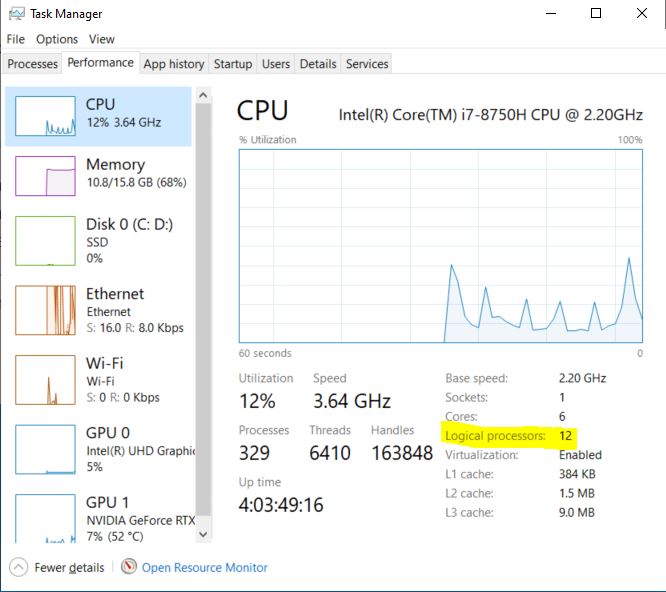 Task Manager
File Options View
Processes Performance App history Startup Users Details Services
CPU
12% 3.64 GHz
Memory
10.8/15.8 GB (68%)
Disk 0 (C: D:)
SSD
0%
Ethernet
Ethernet
S: 16.0 R: 8.0 Kbps
Wi-Fi
Wi-Fi
S: 0 R: 0 Kbps
GPU 0
Intel(R) UHD Graphic
5%
GPU 1
NVIDIA GeForce RTX
7% (52 °C)
CPU Intel(R) Core(TM) i7-8750H CPU @ 2.20GHz
% Utilization 100%
60 seconds 0
Utilization Speed
12% 3.64 GHz
Processes Threads Handles
329 6410 163848
Up time
4:03:49:16
Base speed: 2.20 GHz
Sockets: 1
Cores: 6
Logical processors: 12
Virtualization: Enabled
L1 cache: 384 KB
L2 cache: 1.5 MB
L3 cache: 9.0 MB
Fewer details Open Resource Monitor